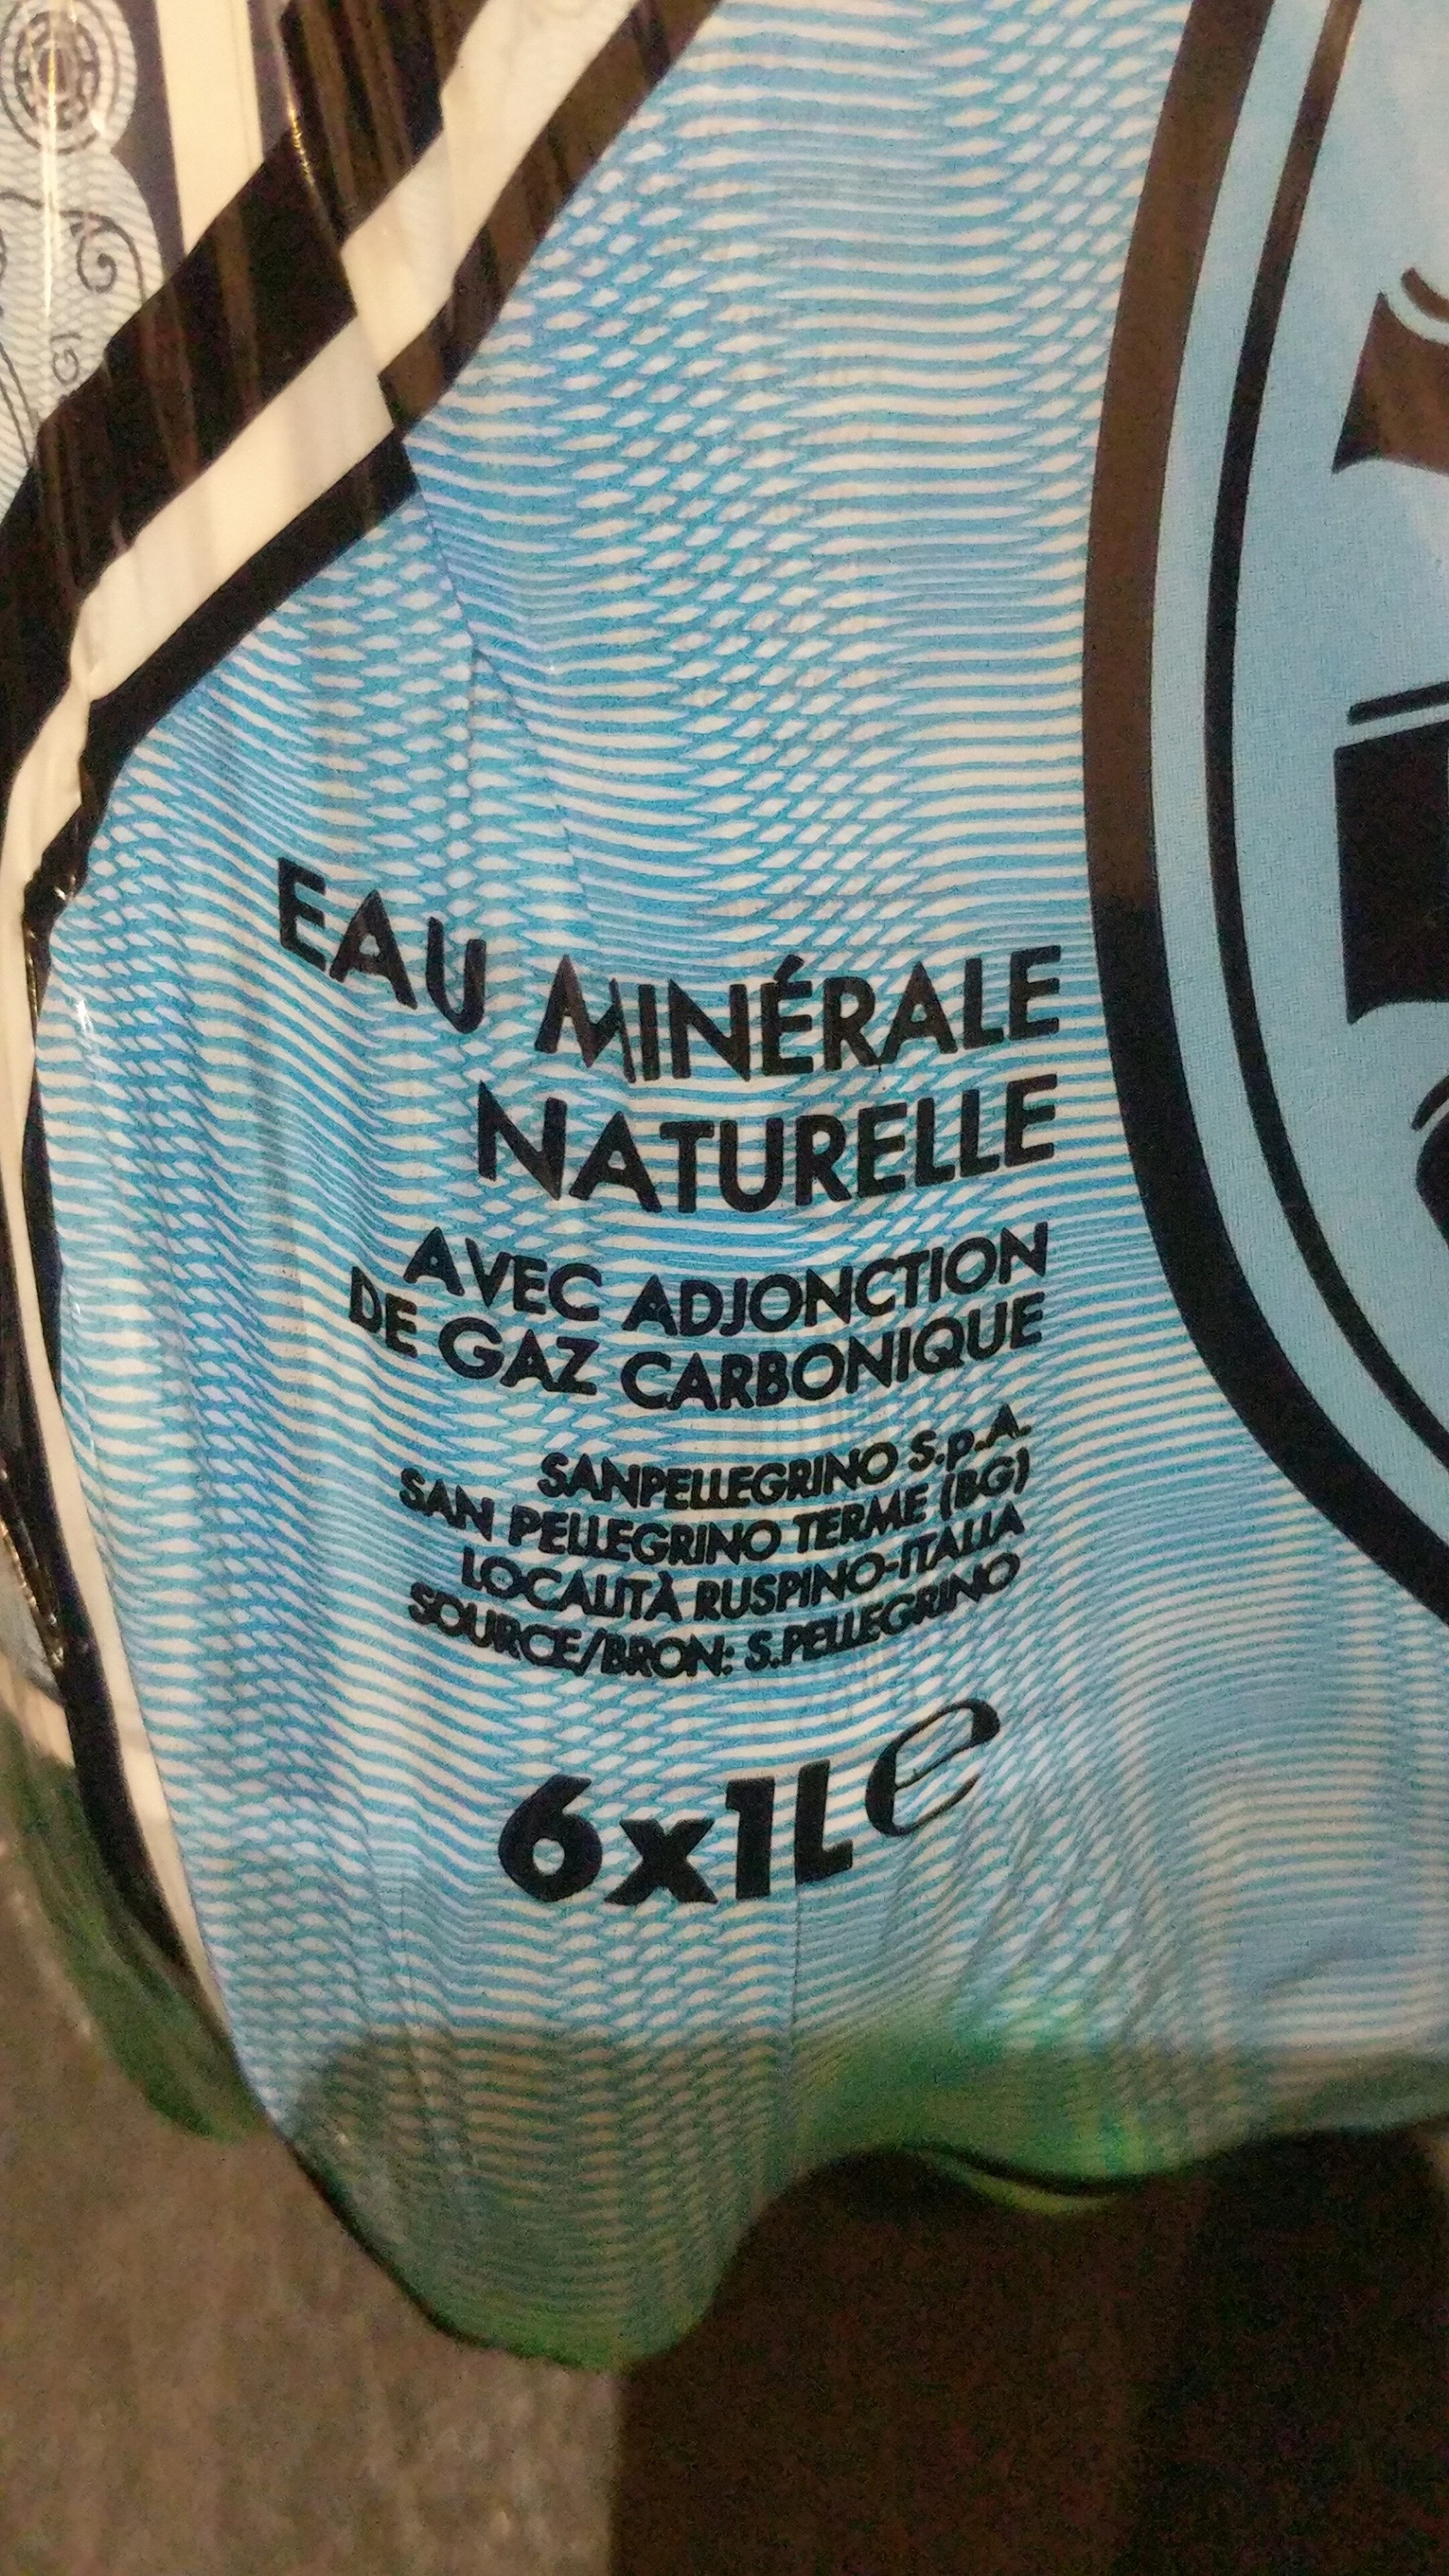 EAU MINÉRALE
NATURELLE
AVEC ADJONCTION
DE GAZ CARBONIQUE
SANPELLEGRINO S.p.A.
SAN PELLEGRINO TERME (BG)
LOCALITÀ RUSPINO-ITALIA
SOURCE/BRON: S.PELLEGRINO
6x1L e